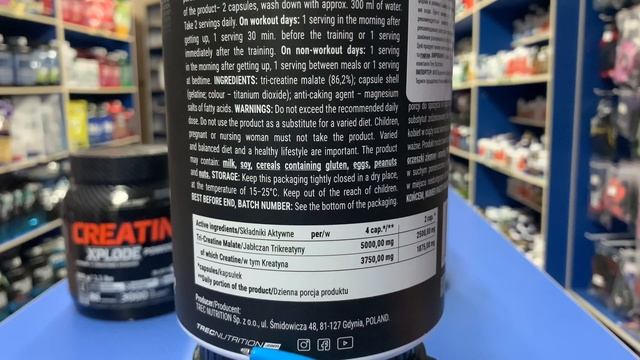 of the product- 2 capsules, wash down with approx. 300 ml of water.
Take 2 servings daily. On workout days: 1 serving in the morning after
getting up, 1 serving 30 min. before the training or 1 serving
immediately after the training. On non-workout days: 1 serving
in the morning after getting up, 1 serving between meals or 1 serving
at bedtime. INGREDIENTS: tri-creatine malate (86,2%); capsule shell
(gelatine; colour – titanium dioxide); anti-caking agent – magnesium
salts of fatty acids. WARNINGS: Do not exceed the recommended daily
dose. Do not use the product as a substitute for a varied diet. Children,
pregnant or nursing woman must not take the product. Varied
and balanced diet and a healthy lifestyle are important. The product
may contain: milk, soy, cereals containing gluten, eggs, peanuts
and nuts. STORAGE: Keep this packaging tightly closed in a dry place,
at the temperature of 15–25°C. Keep out of the reach of children.
BEST BEFORE END, BATCH NUMBER: See the bottom of the packaging.
Active ingredients/Składniki Aktywne per/w 4 cap.*/** 2 cap.*
Tri-Creatine Malate/Jabłczan Trikreatyny 5000,00 mg 2500,00 mg
of which Creatine/w tym Kreatyna 3750,00 mg 1875,00 mg
*capsules/kapsułek
**Daily portion of the product/Dzienna porcja produktu
Producer/Producent:
TREC NUTRITION Sp. z o.o., ul. Śmidowicza 48, 81-127 Gdynia, POLAND.
TRECNUTRITION.com
CREATIN
XPLODE